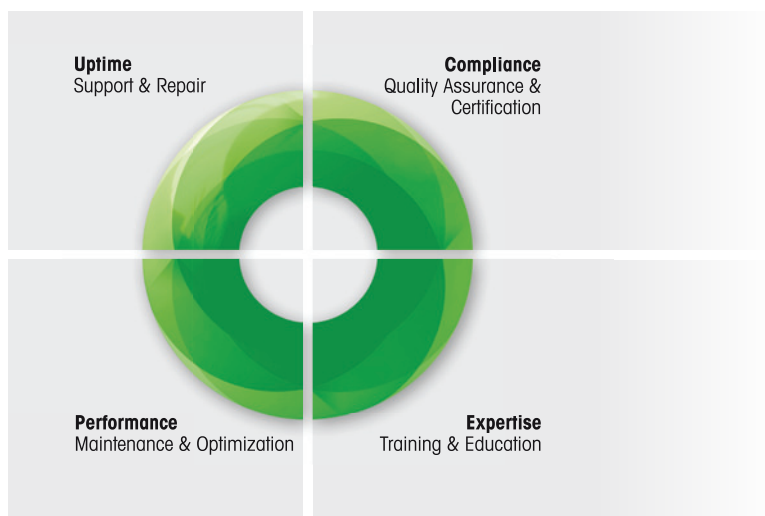 Uptime
Support & Repair
Compliance
Quality Assurance &
Certification
Performance
Maintenance & Optimization
Expertise
Training & Education